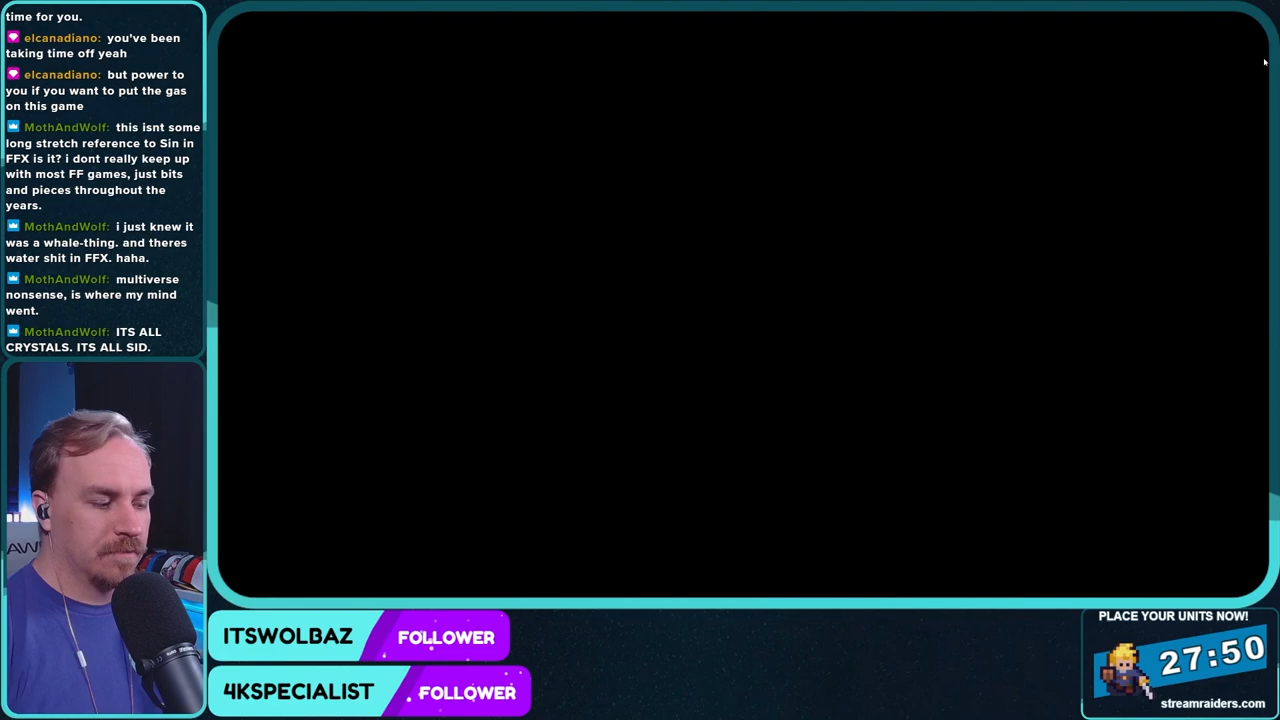 time for you.
elcanadiano: you've been
taking time off yeah
elcanadiano: but power to
you if you want to put the gas
on this game
MothAndWolf: this isnt some
long stretch reference to Sin in
FFX is it? i dont really keep up
with most FF games, just bits
and pieces throughout the
years.
MothAndWolf: i just knew it
was a whale-thing. and theres
water shit in FFX. haha.
MothAndWolf: multiverse
nonsense, is where my mind
went.
MothAndWolf: ITS ALL
CRYSTALS. ITS ALL SID.
AW
ITSWOLBAZ FOLLOWER
4KSPECIALIST FOLLOWER
PLACE YOUR UNITS NOW!
27:50
streamraiders.com